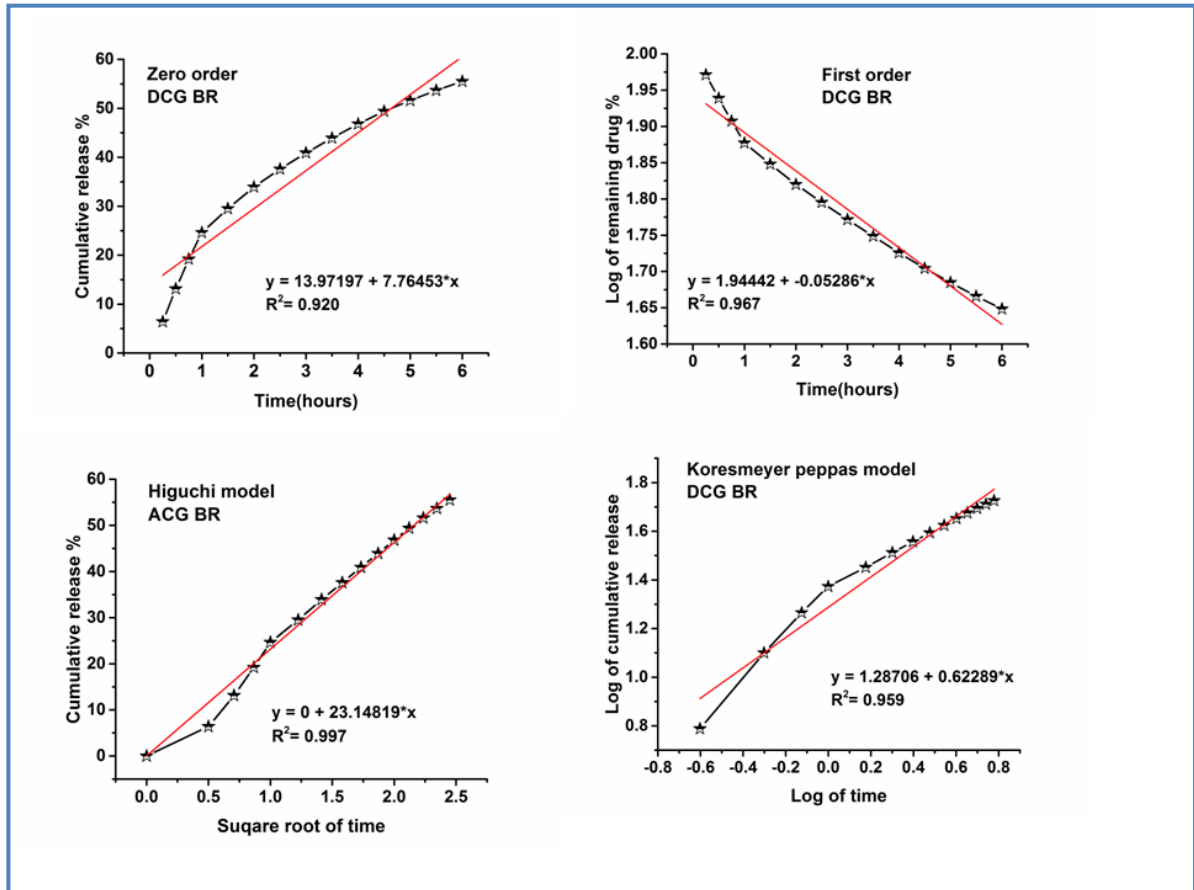 Zero order
DCG BR
60
50
40
30
20
10
0
Cumulative release %
y = 13.97197 + 7.76453*x
R²= 0.920
0 1 2 3 4 5 6
Time(hours)
First order
DCG BR
2.00
1.95
1.90
1.85
1.80
1.75
1.70
1.65
1.60
Log of remaining drug %
y = 1.94442 + -0.05286*x
R²= 0.967
0 1 2 3 4 5 6
Time(hours)
Higuchi model
ACG BR
60
50
40
30
20
10
0
Cumulative release %
y = 0 + 23.14819*x
R²= 0.997
0.0 0.5 1.0 1.5 2.0 2.5
Suqare root of time
Koresmeyer peppas model
DCG BR
2.0
1.8
1.6
1.4
1.2
1.0
0.8
Log of cumulative release
y = 1.28706 + 0.62289*x
R²= 0.959
-0.8 -0.6 -0.4 -0.2 0.0 0.2 0.4 0.6 0.8
Log of time